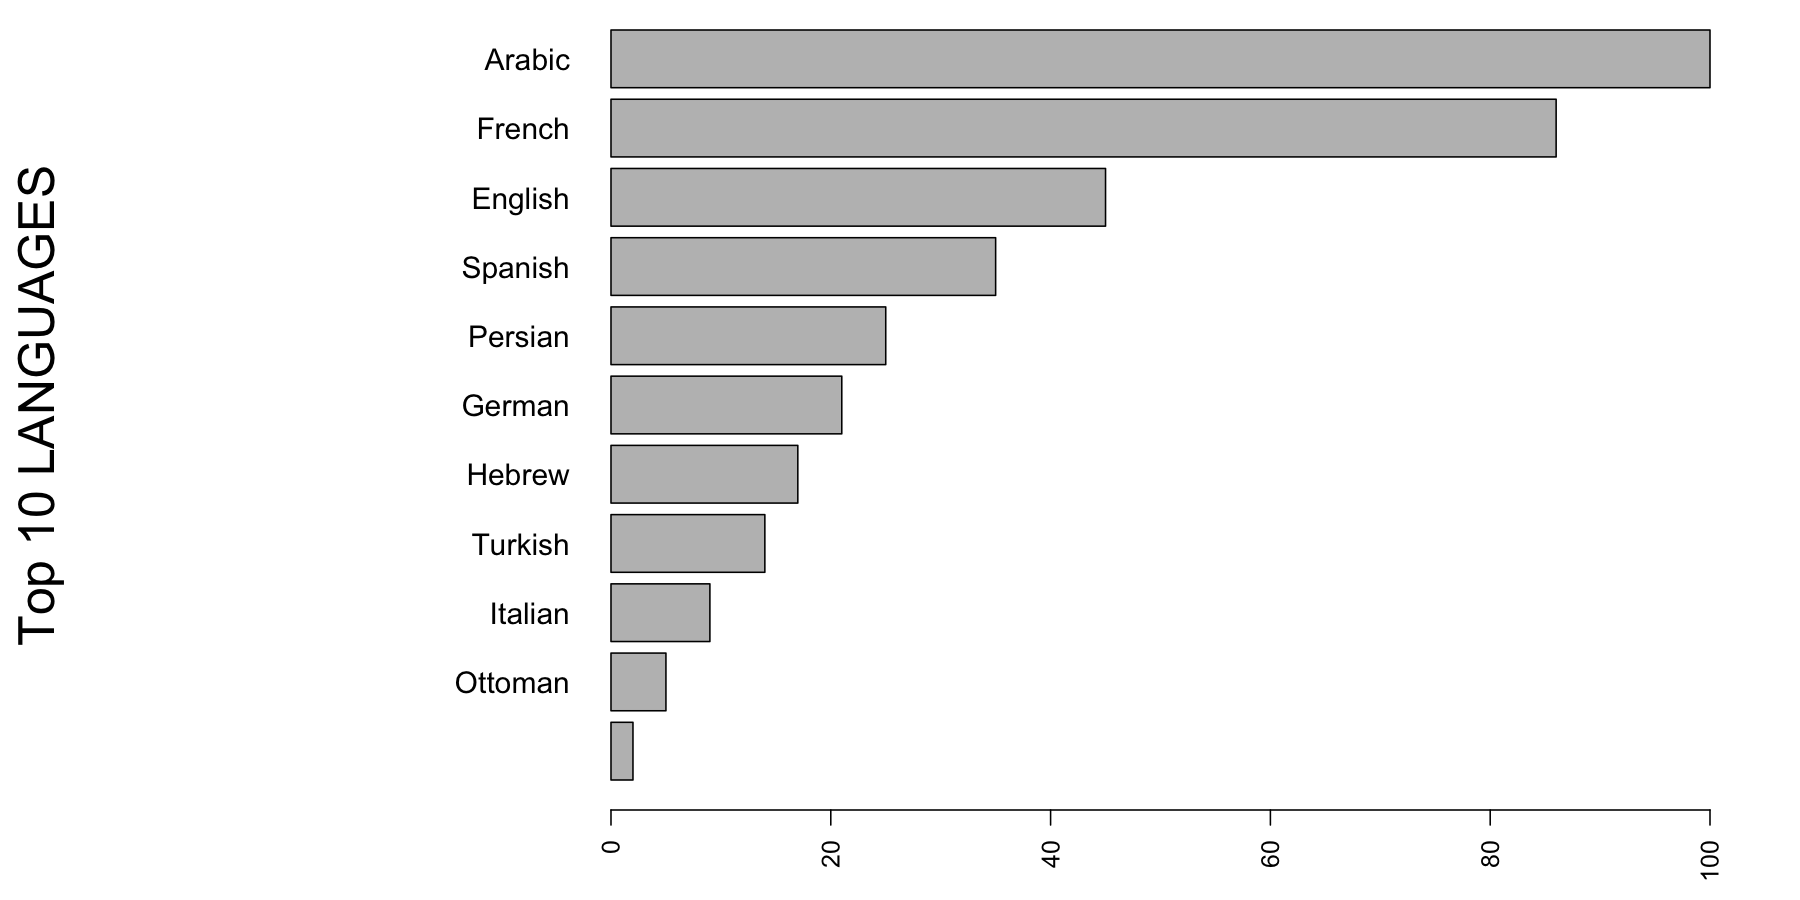 Top 10 LANGUAGES
Arabic
French
English
Spanish
Persian
German
Hebrew
Turkish
Italian
Ottoman
0 20 40 60 80 100